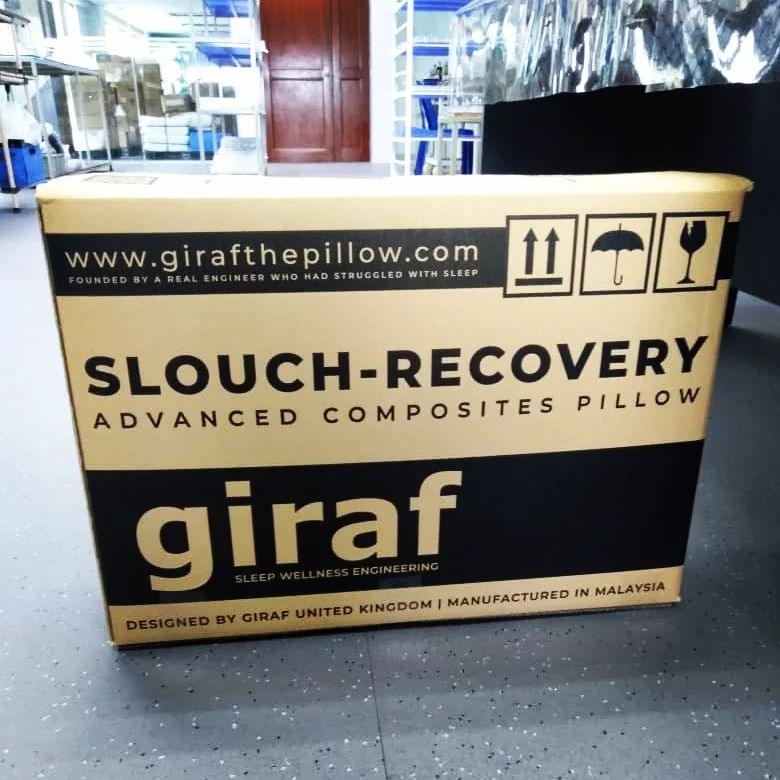 www.girafthepillow.com
FOUNDED BY A REAL ENGINEER WHO HAD STRUGGLED WITH SLEEP
SLOUCH-RECOVERY
ADVANCED COMPOSITES PILLOW
giraf
SLEEP WELLNESS ENGINEERING
DESIGNED BY GIRAF UNITED KINGDOM | MANUFACTURED IN MALAYSIA